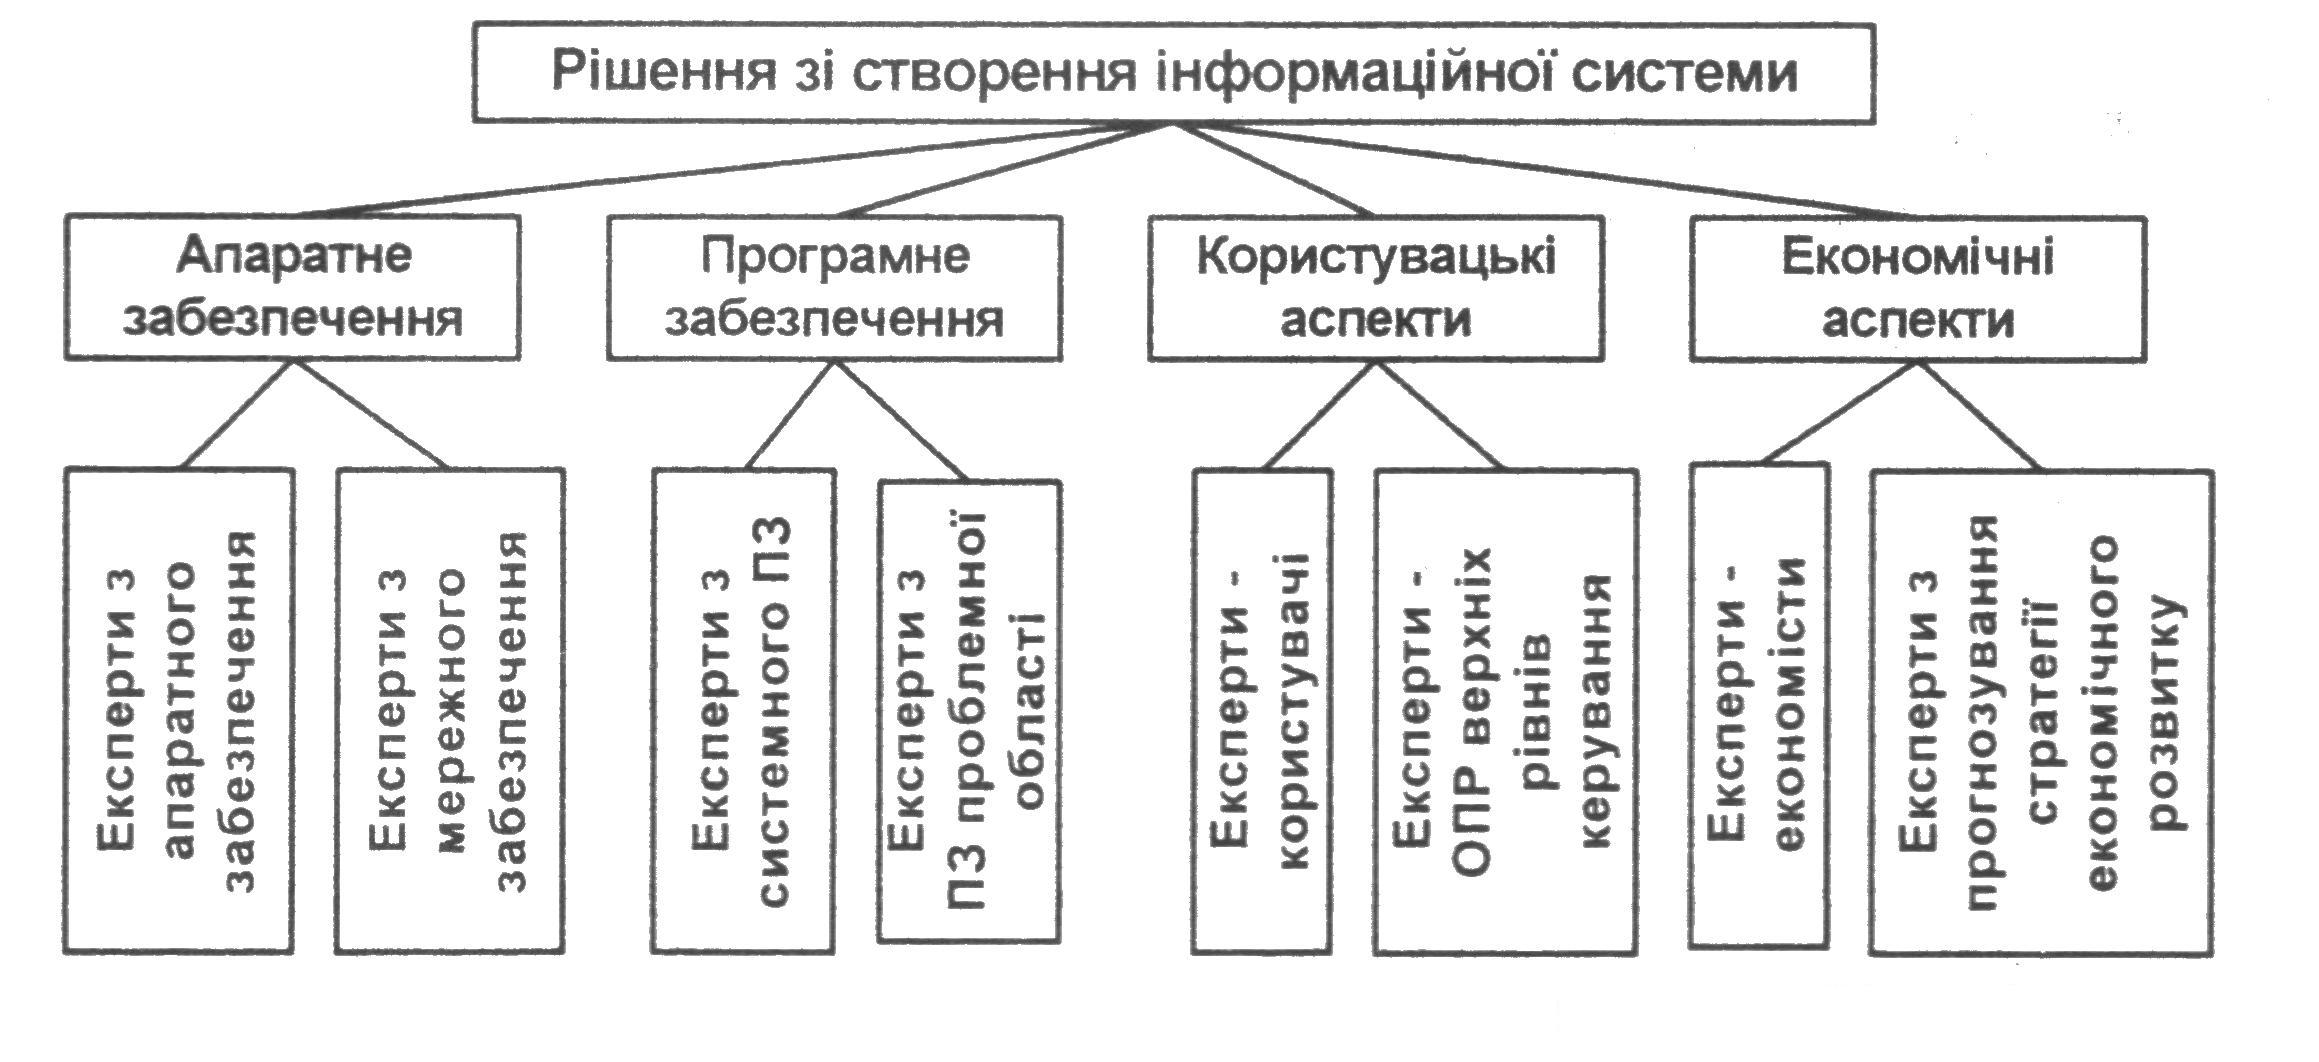 Рішення зі створення інформаційної системи
Апаратне
забезпечення
Програмне
забезпечення
Користувацькі
аспекти
Економічні
аспекти
Експерти з
апаратного
забезпечення
Експерти з
мережного
забезпечення
Експерти з
системного ПЗ
Експерти з
ПЗ проблемної
області
Експерти -
користувачі
Експерти -
ОПР верхніх
рівнів
керування
Експерти -
економісти
Експерти з
прогнозування
стратегії
економічного
розвитку